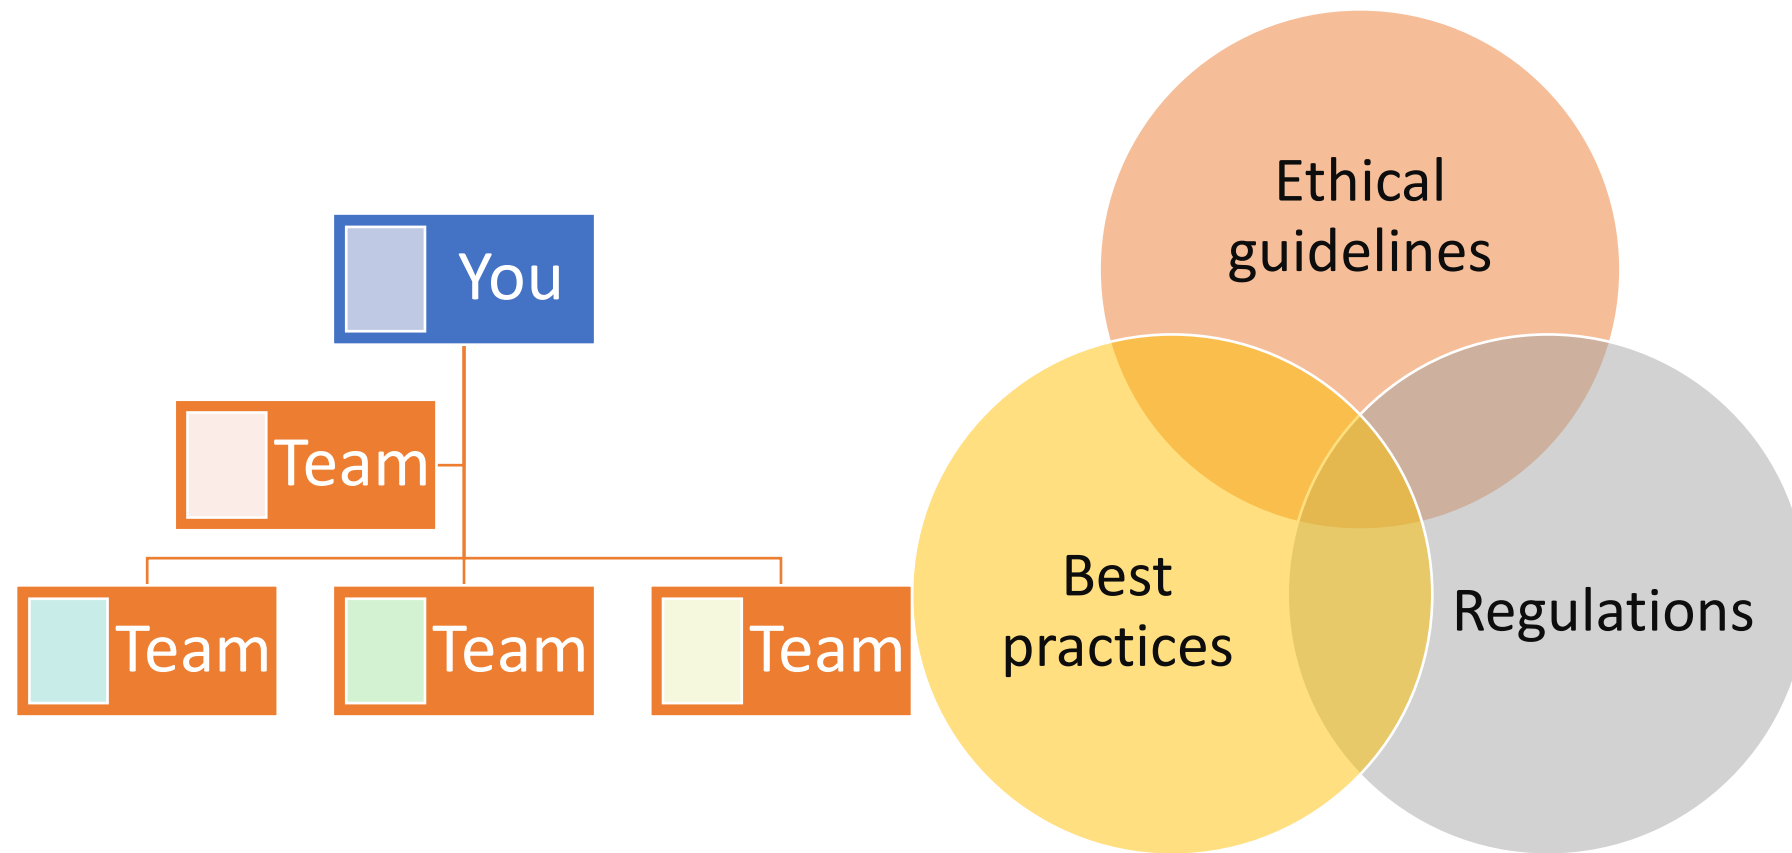 You
Team
Team
Team
Team
Ethical
guidelines
Best
practices
Regulations